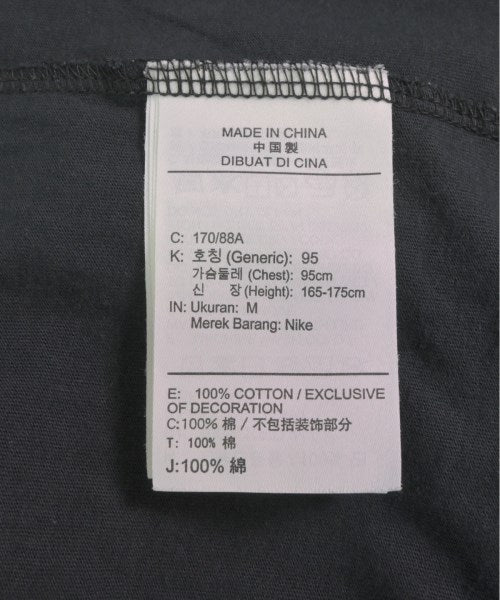 MADE IN CHINA
中国製
DIBUAT DI CINA
C: 170/88A
K: 호칭 (Generic): 95
가슴둘레 (Chest): 95cm
신 장 (Height): 165-175cm
IN: Ukuran: M
Merek Barang: Nike
E: 100% COTTON / EXCLUSIVE
OF DECORATION
C:100% 棉 / 不包括装饰部分
T: 100% 棉
J:100% 綿